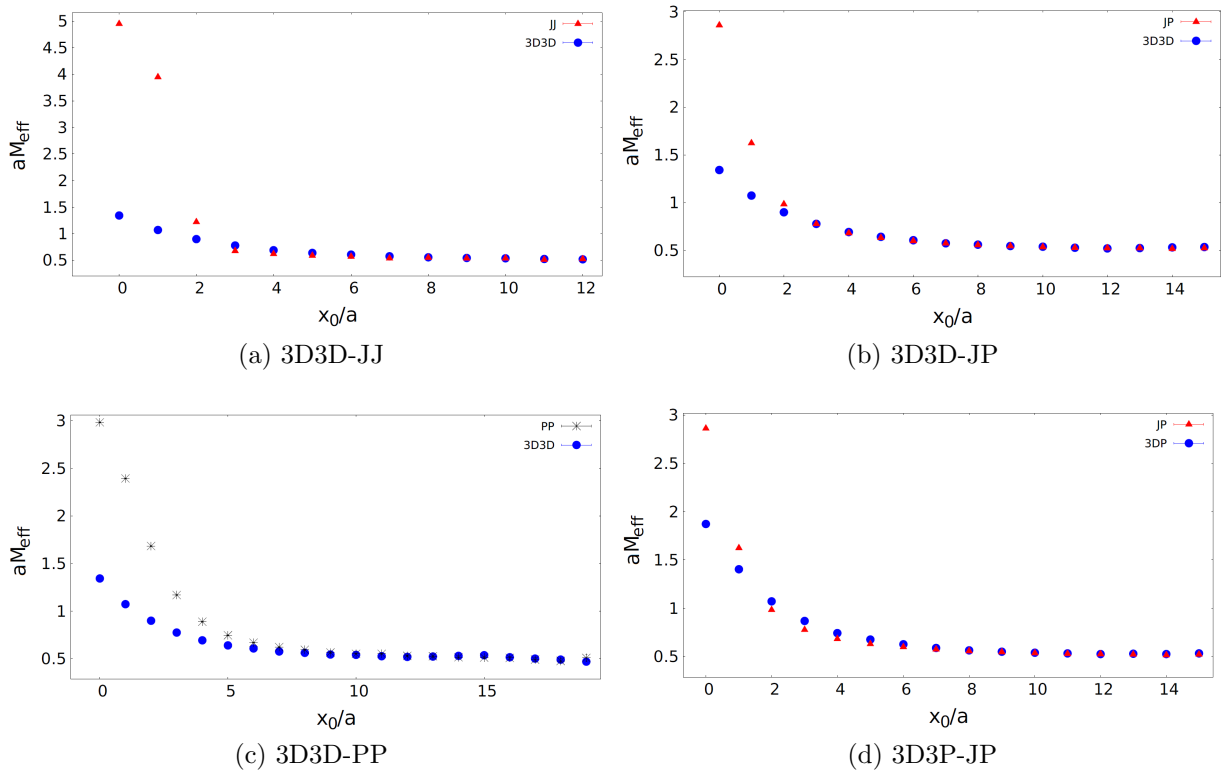 JJ
3D3D
5
4.5
4
3.5
3
2.5
2
1.5
1
0.5
aM_eff
0 2 4 6 8 10 12
x_0/a
(a) 3D3D-JJ
JP
3D3D
3
2.5
2
1.5
1
0.5
aM_eff
0 2 4 6 8 10 12 14
x_0/a
(b) 3D3D-JP
PP
3D3D
3
2.5
2
1.5
1
0.5
aM_eff
0 5 10 15
x_0/a
(c) 3D3D-PP
JP
3DP
3
2.5
2
1.5
1
0.5
aM_eff
0 2 4 6 8 10 12 14
x_0/a
(d) 3D3P-JP